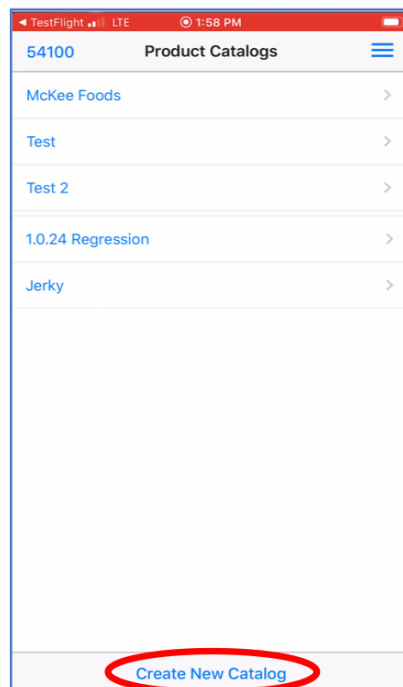 ◄ TestFlight LTE 1:58 PM
54100 Product Catalogs
McKee Foods
Test
Test 2
1.0.24 Regression
Jerky
Create New Catalog